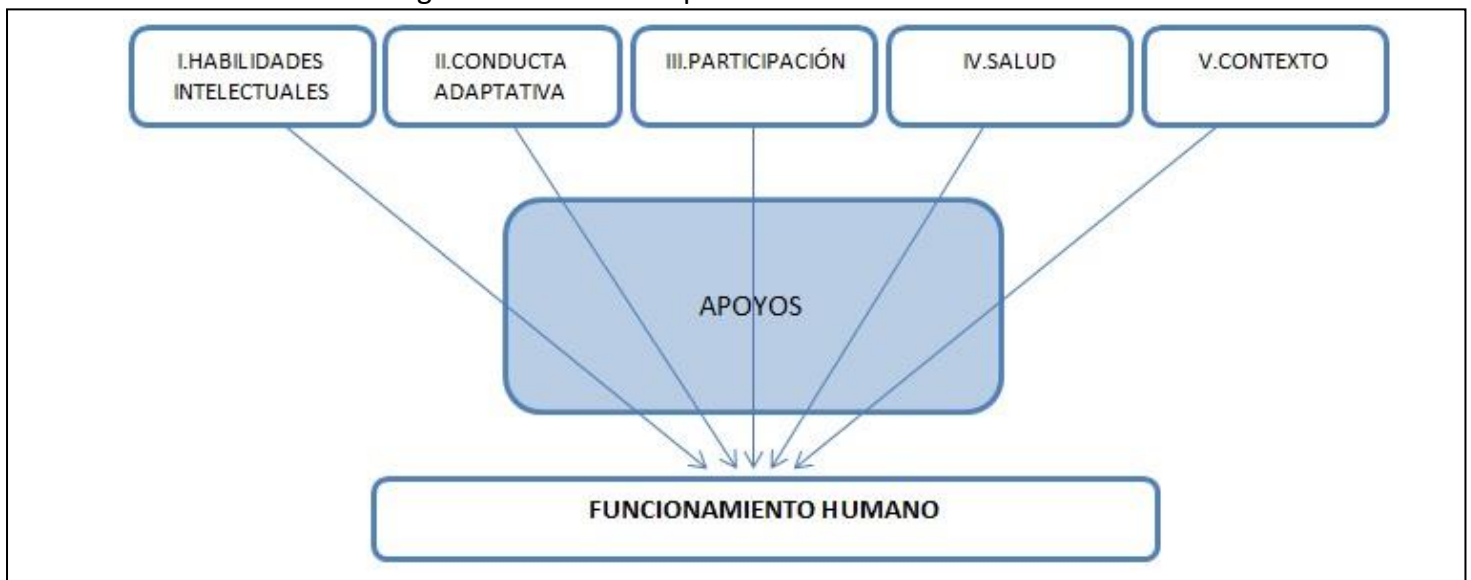 I.HABILIDADES
INTELECTUALES
II.CONDUCTA
ADAPTATIVA
III.PARTICIPACIÓN
IV.SALUD
V.CONTEXTO
APOYOS
FUNCIONAMIENTO HUMANO